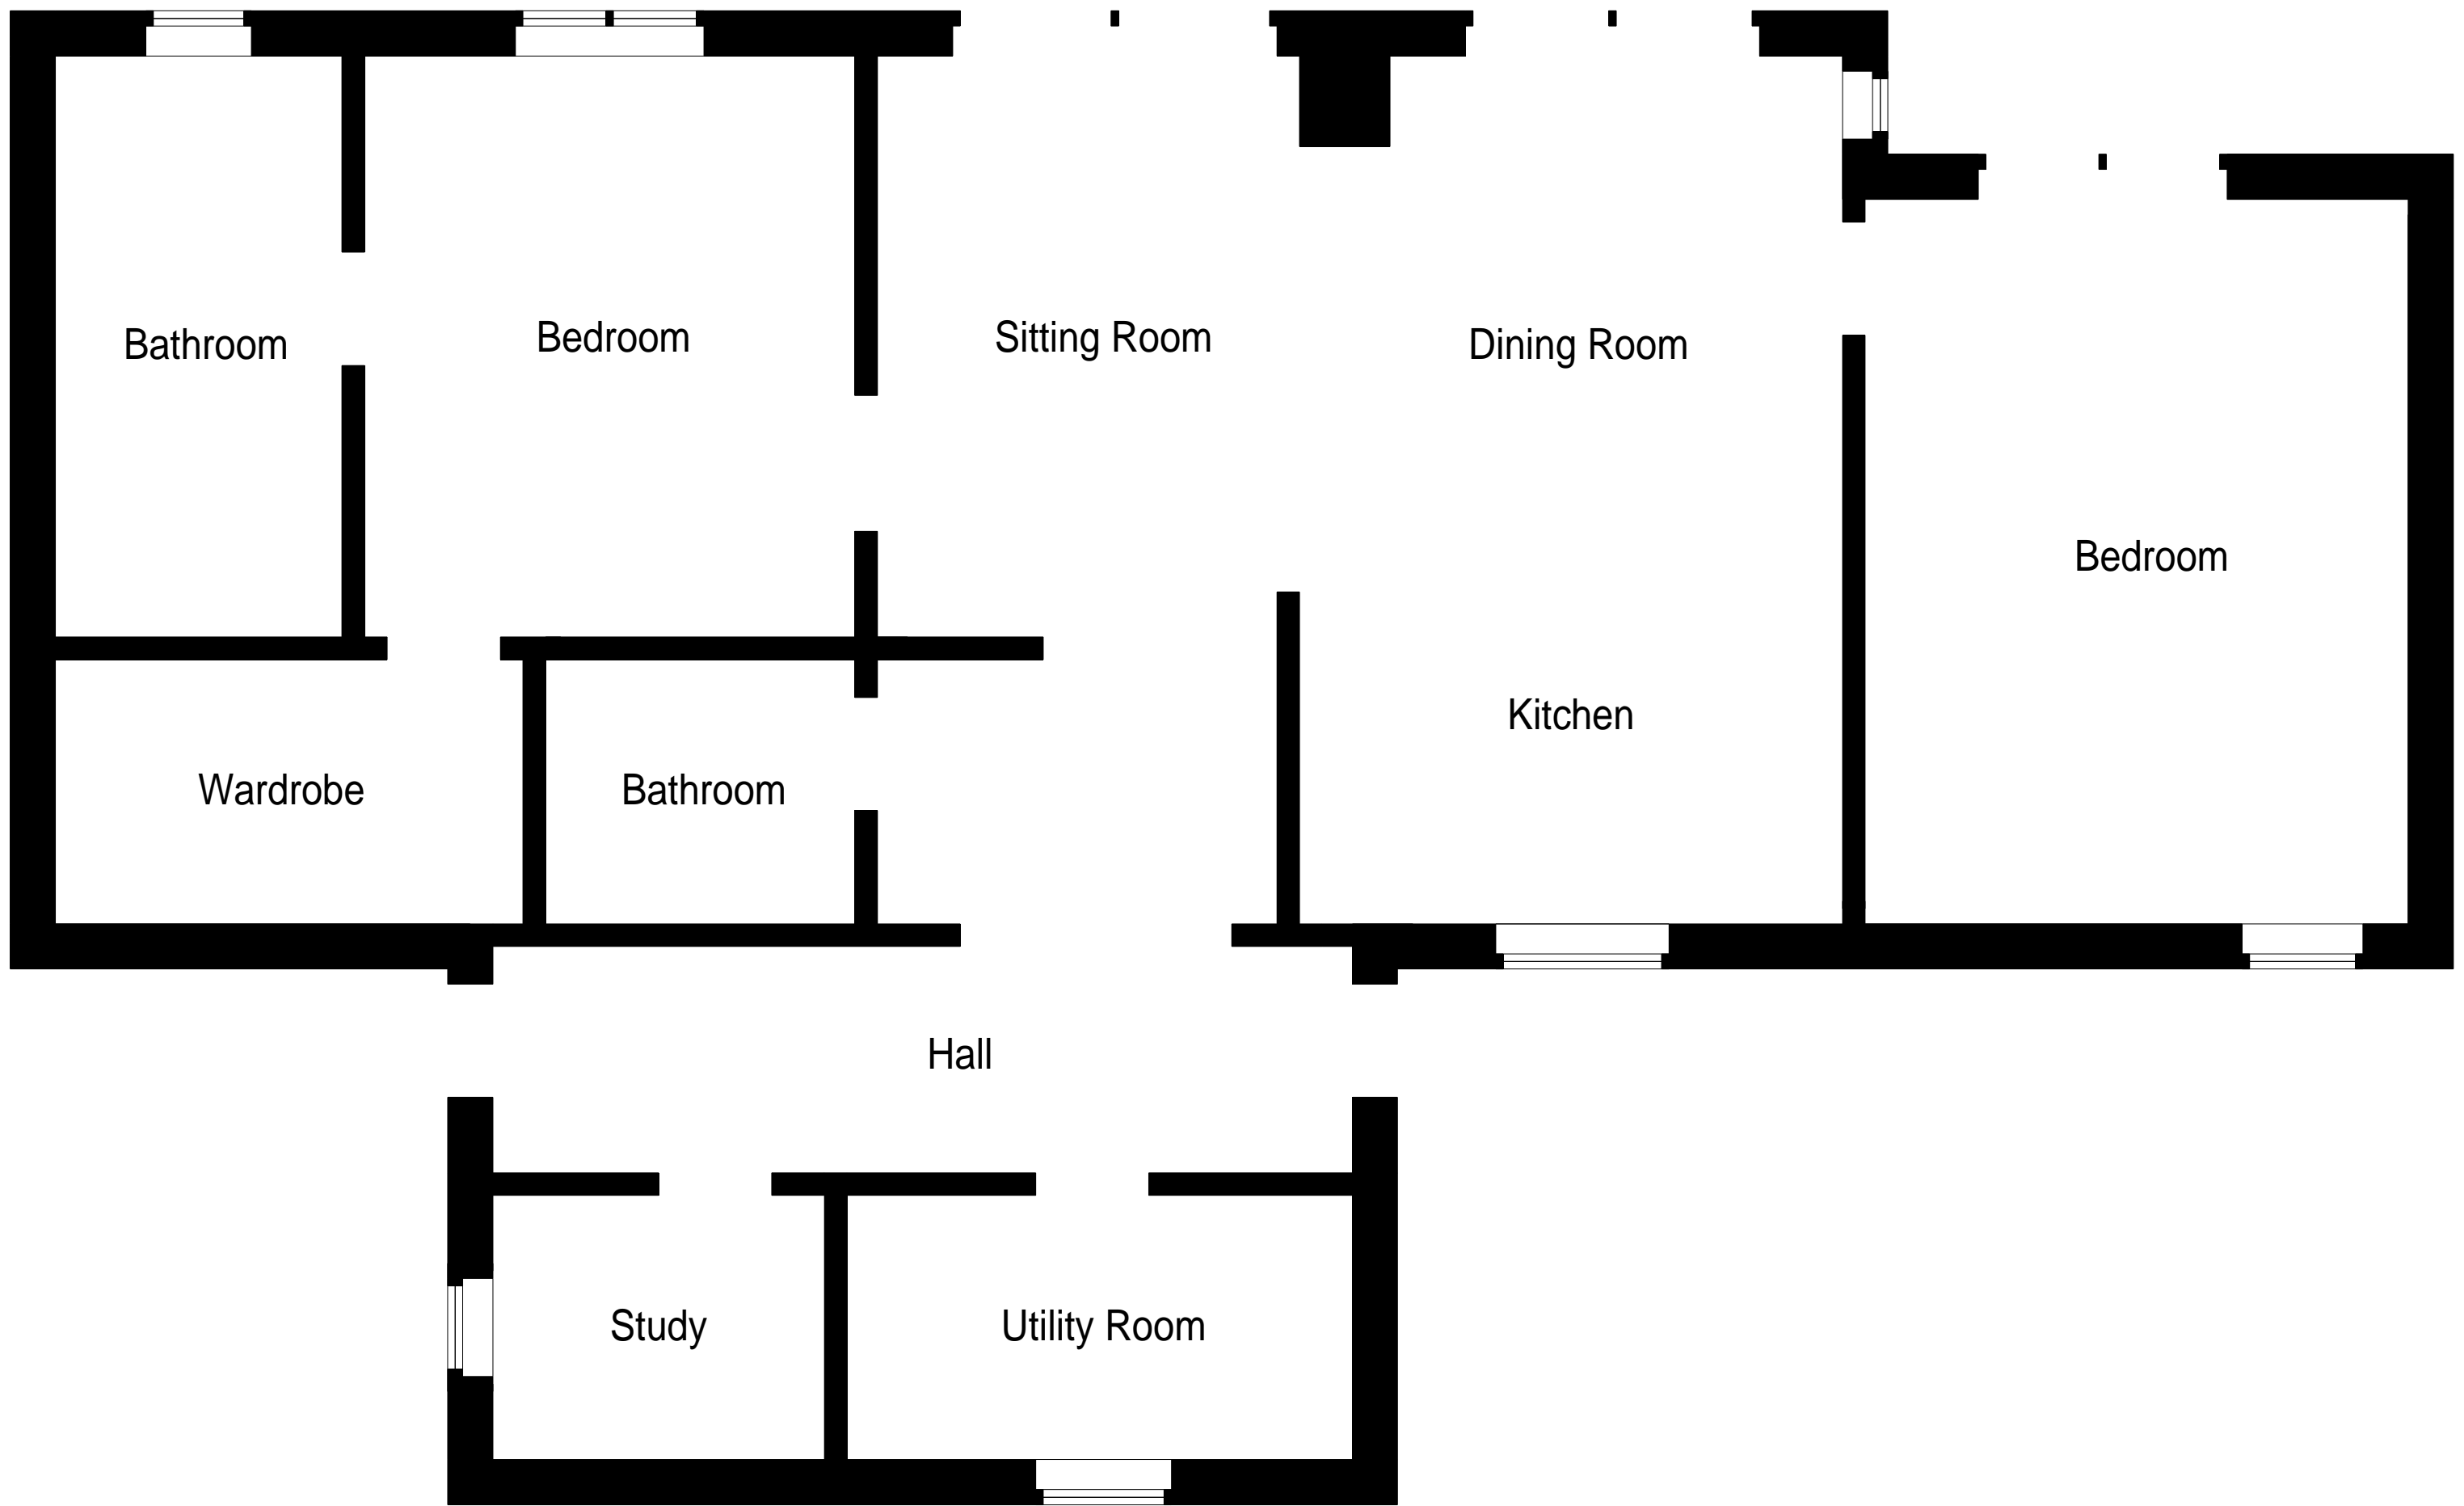 Bathroom
Bedroom
Sitting Room
Dining Room
Bedroom
Kitchen
Wardrobe
Bathroom
Hall
Study
Utility Room